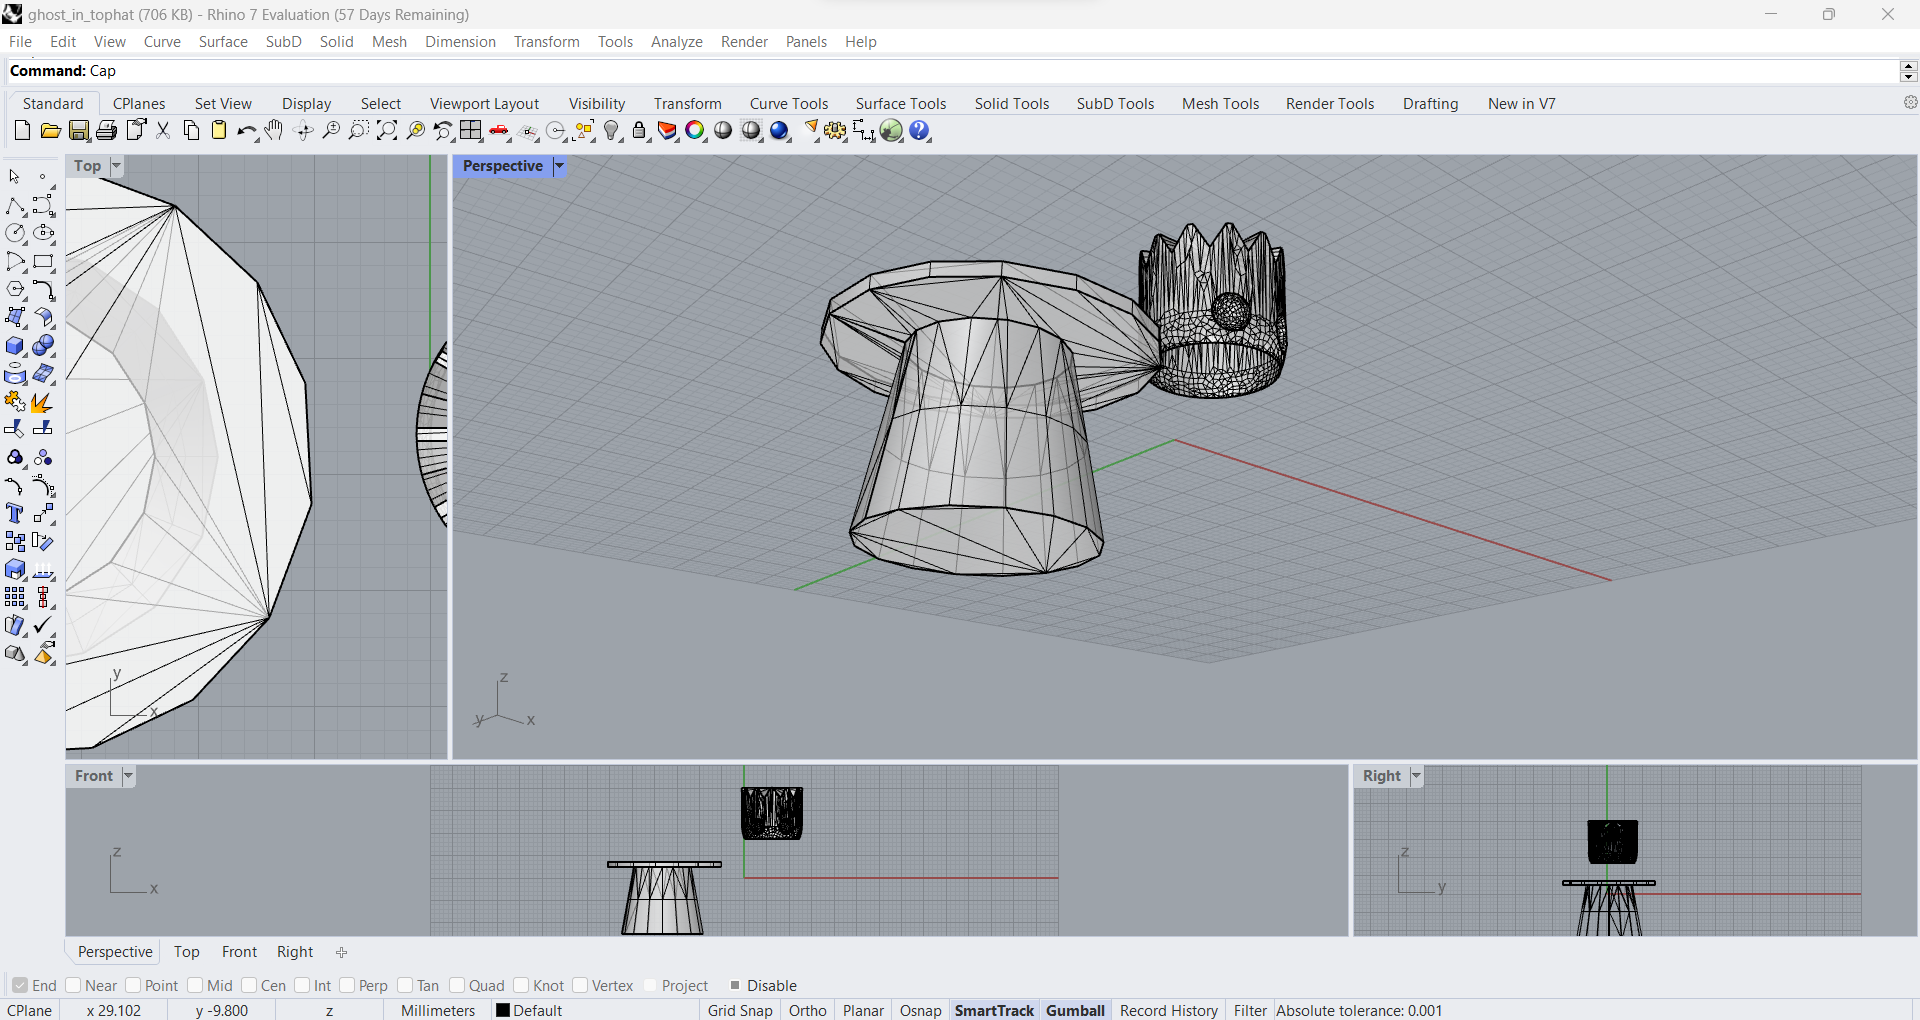 ghost_in_tophat (706 KB) - Rhino 7 Evaluation (57 Days Remaining)
File Edit View Curve Surface SubD Solid Mesh Dimension Transform Tools Analyze Render Panels Help
Command: Cap
Standard CPlanes Set View Display Select Viewport Layout Visibility Transform Curve Tools Surface Tools Solid Tools SubD Tools Mesh Tools Render Tools Drafting New in V7
Top
Perspective
y
x
z
y
x
Front
Right
z
x
z
y
Perspective Top Front Right
End Near Point Mid Cen Int Perp Tan Quad Knot Vertex Project Disable
CPlane x 29.102 y -9.800 z Millimeters Default Grid Snap Ortho Planar Osnap SmartTrack Gumball Record History Filter Absolute tolerance: 0.001